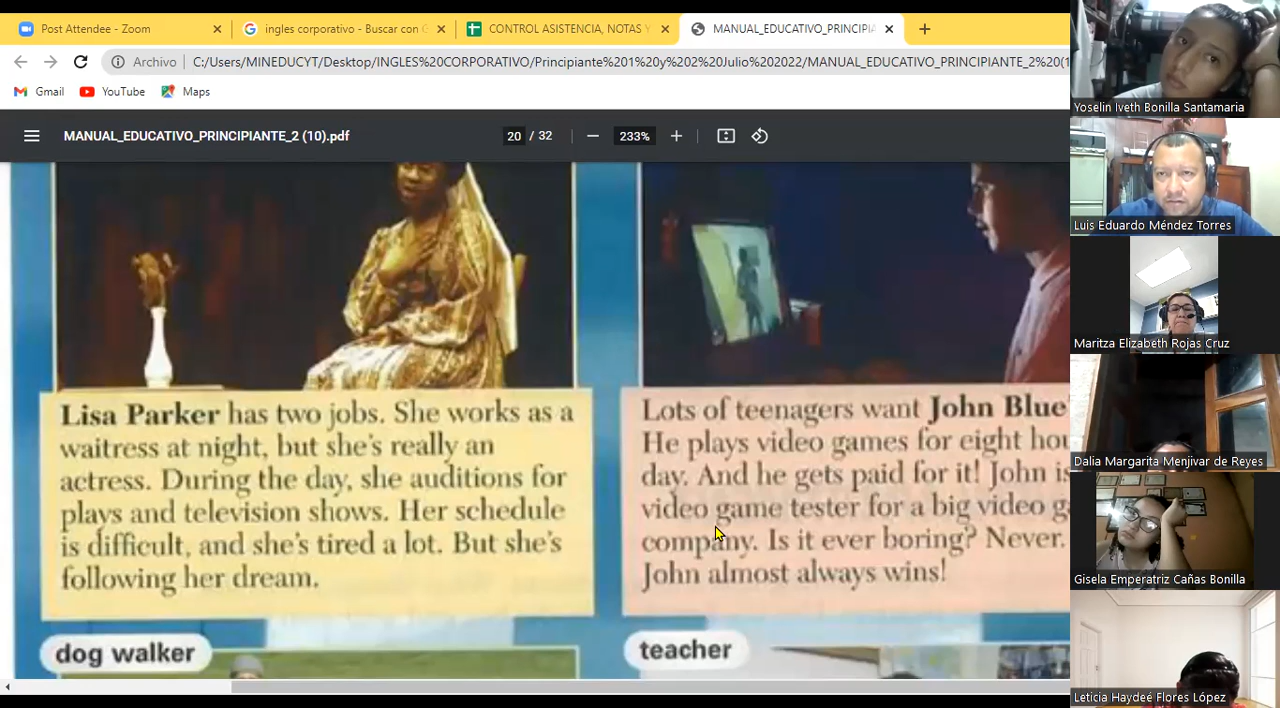 Post Attendee - Zoom
ingles corporativo - Buscar con G
CONTROL ASISTENCIA, NOTAS Y
MANUAL_EDUCATIVO_PRINCIPIA
Archivo
C:/Users/MINEDUCYT/Desktop/INGLES%20CORPORATIVO/Principiante%201%20y%202%20Julio%202022/MANUAL_EDUCATIVO_PRINCIPIANTE_2%20(1
Gmail
YouTube
Maps
MANUAL_EDUCATIVO_PRINCIPIANTE_2 (10).pdf
20 / 32
233%
Lisa Parker has two jobs. She works as a
waitress at night, but she's really an
actress. During the day, she auditions for
plays and television shows. Her schedule
is difficult, and she's tired a lot. But she's
following her dream.
Lots of teenagers want John Blue'
He plays video games for eight hou
day. And he gets paid for it! John is
video game tester for a big video ga
company. Is it ever boring? Never.
John almost always wins!
dog walker
teacher
Yoselin Iveth Bonilla Santamaria
Luis Eduardo Méndez Torres
Maritza Elizabeth Rojas Cruz
Dalia Margarita Menjivar de Reyes
Gisela Emperatriz Cañas Bonilla
Leticia Haydeé Flores López